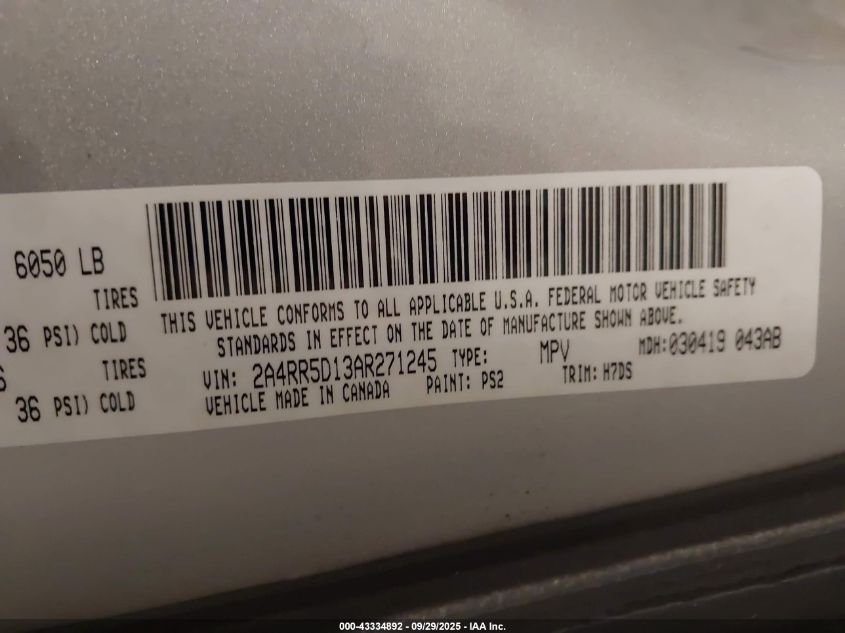 6050 LB
TIRES
36 PSI) COLD
TIRES
36 PSI) COLD
THIS VEHICLE CONFORMS TO ALL APPLICABLE U.S.A. FEDERAL MOTOR VEHICLE SAFETY
STANDARDS IN EFFECT ON THE DATE OF MANUFACTURE SHOWN ABOVE.
VIN: 2A4RR5D13AR271245 TYPE: MPV MDH:030419 043AB
VEHICLE MADE IN CANADA PAINT: PS2 TRIM: H7DS
000-43334892 - 09/29/2025 - IAA Inc.